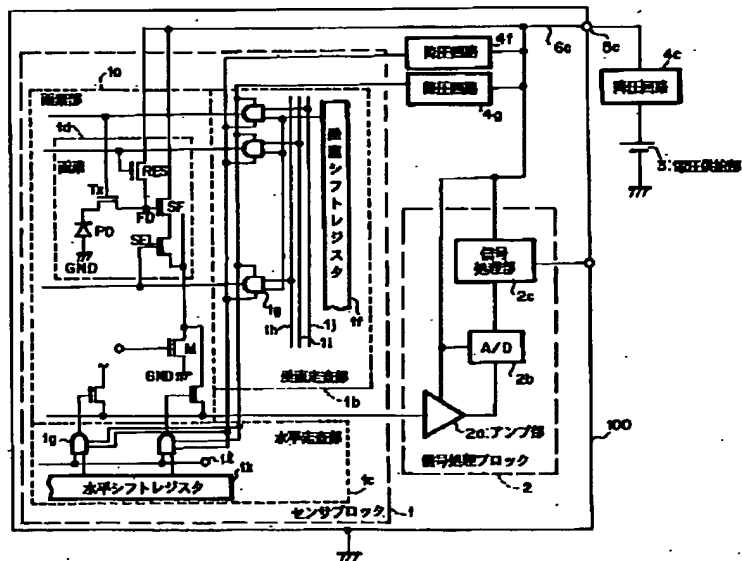 100
降圧回路
4f
降圧回路
4g
6c
5c
4c
降圧回路
3:電圧供給部
1a
画素部
1d
画素
RES
Tx
FD
SF
PD
SEL
GND
垂直シフトレジスタ
1f
1g
1h
1j
1i
M
GND
垂直走査部
1b
信号
処理部
2c
A/D
2b
2a:アンプ部
信号処理ブロック
2
1g
水平走査部
1ℓ
1k
水平シフトレジスタ
1c
センサブロック
1